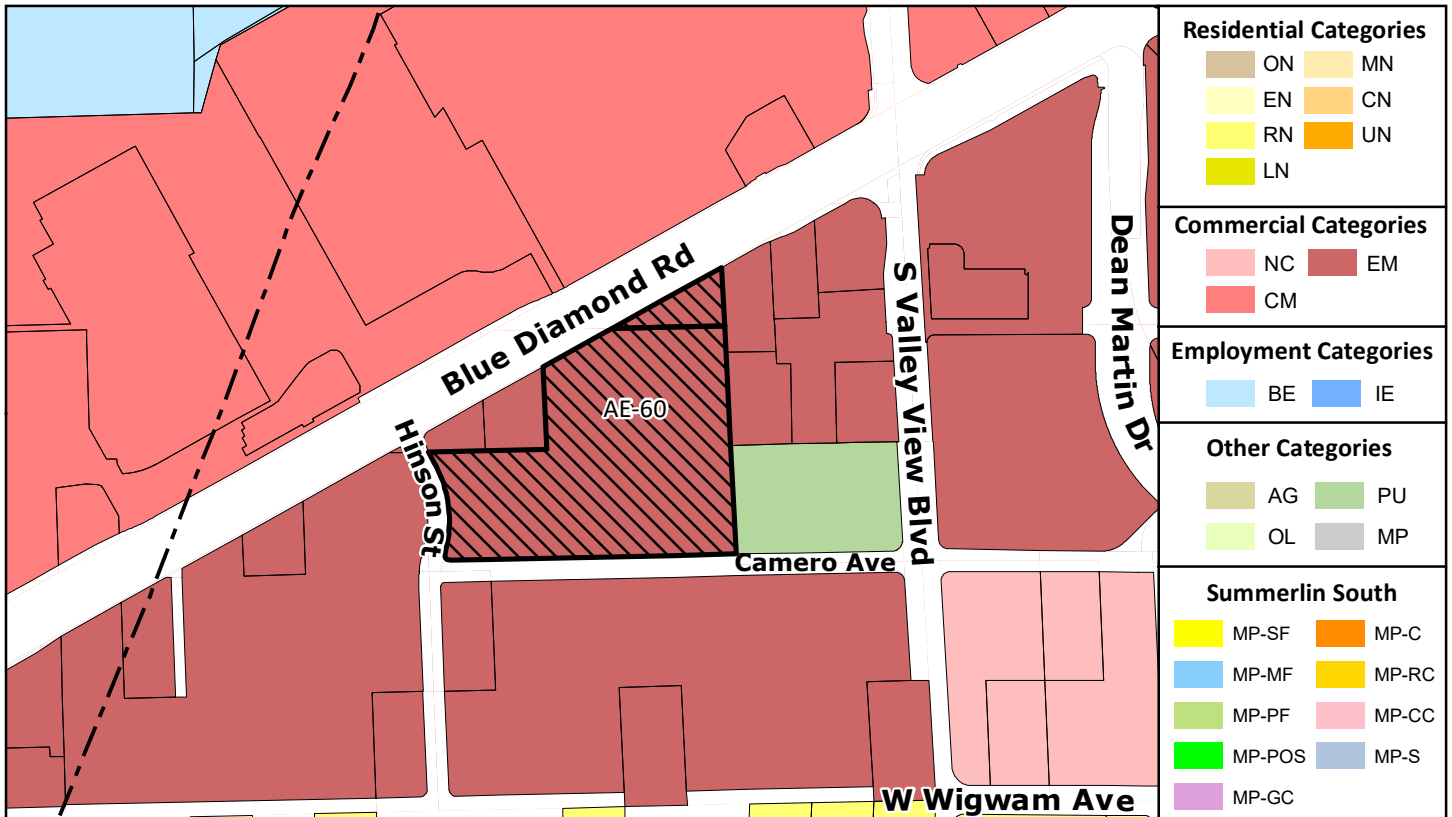 Blue Diamond Rd
AE-60
Hinson St
S Valley View Blvd
Dean Martin Dr
Camero Ave
W Wigwam Ave
Residential Categories
ON MN
EN CN
RN UN
LN
Commercial Categories
NC EM
CM
Employment Categories
BE IE
Other Categories
AG PU
OL MP
Summerlin South
MP-SF MP-C
MP-MF MP-RC
MP-PF MP-CC
MP-POS MP-S
MP-GC